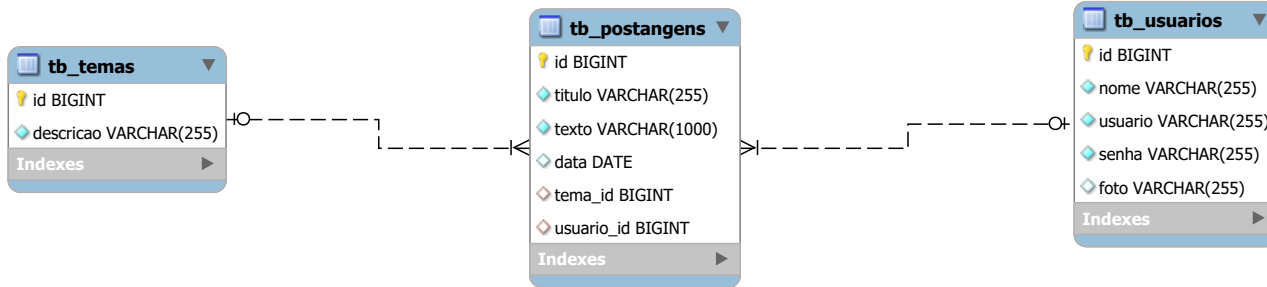 tb_temas
id BIGINT
descricao VARCHAR(255)
Indexes
tb_postangens
id BIGINT
titulo VARCHAR(255)
texto VARCHAR(1000)
data DATE
tema_id BIGINT
usuario_id BIGINT
Indexes
tb_usuarios
id BIGINT
nome VARCHAR(255)
usuario VARCHAR(255)
senha VARCHAR(255)
foto VARCHAR(255)
Indexes